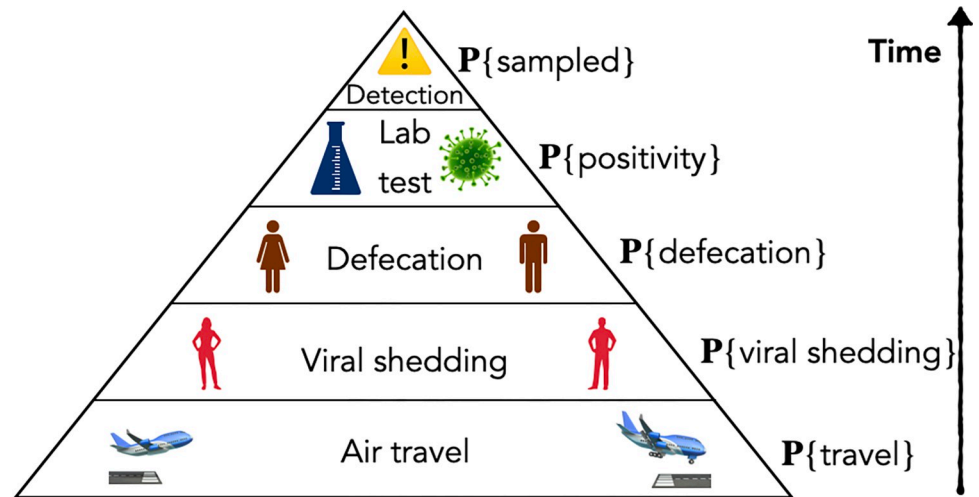 Time
P{sampled}
Detection
Lab
test
P{positivity}
Defecation
P{defecation}
Viral shedding
P{viral shedding}
Air travel
P{travel}